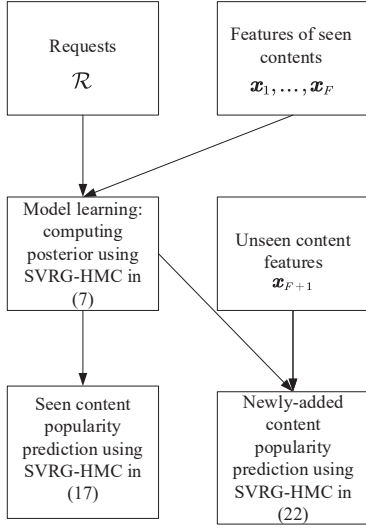 Requests
ℛ
Features of seen
contents
𝒙₁, ..., 𝒙_F
Model learning:
computing
posterior using
SVRG-HMC in
(7)
Unseen content
features
𝒙_{F+1}
Seen content
popularity
prediction using
SVRG-HMC in
(17)
Newly-added
content
popularity
prediction using
SVRG-HMC in
(22)